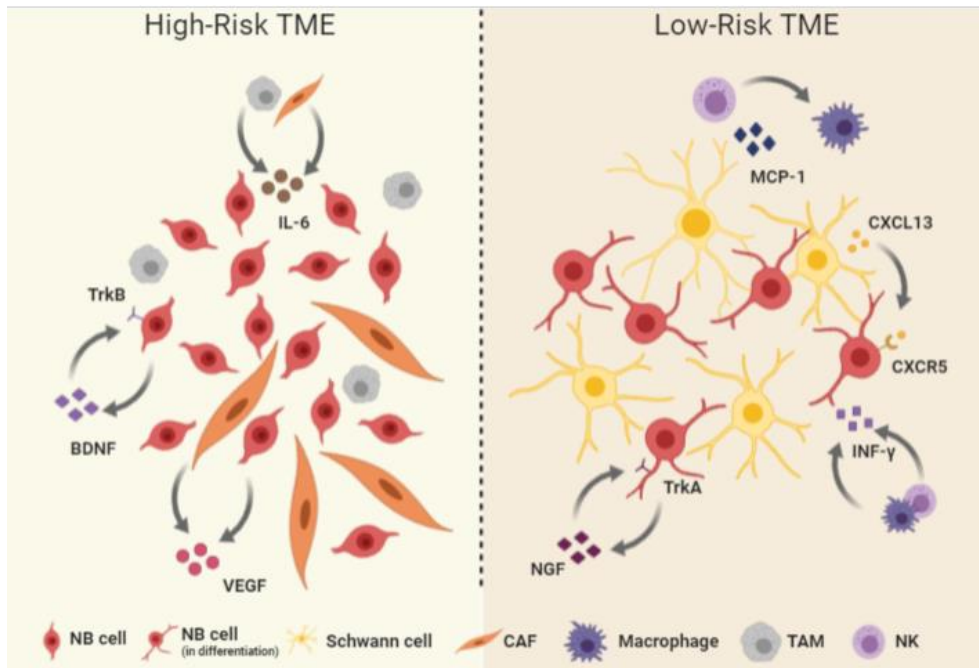 High-Risk TME
Low-Risk TME
IL-6
TrkB
BDNF
VEGF
MCP-1
CXCL13
CXCR5
INF-γ
TrkA
NGF
NB cell
NB cell
(in differentiation)
Schwann cell
CAF
Macrophage
TAM
NK